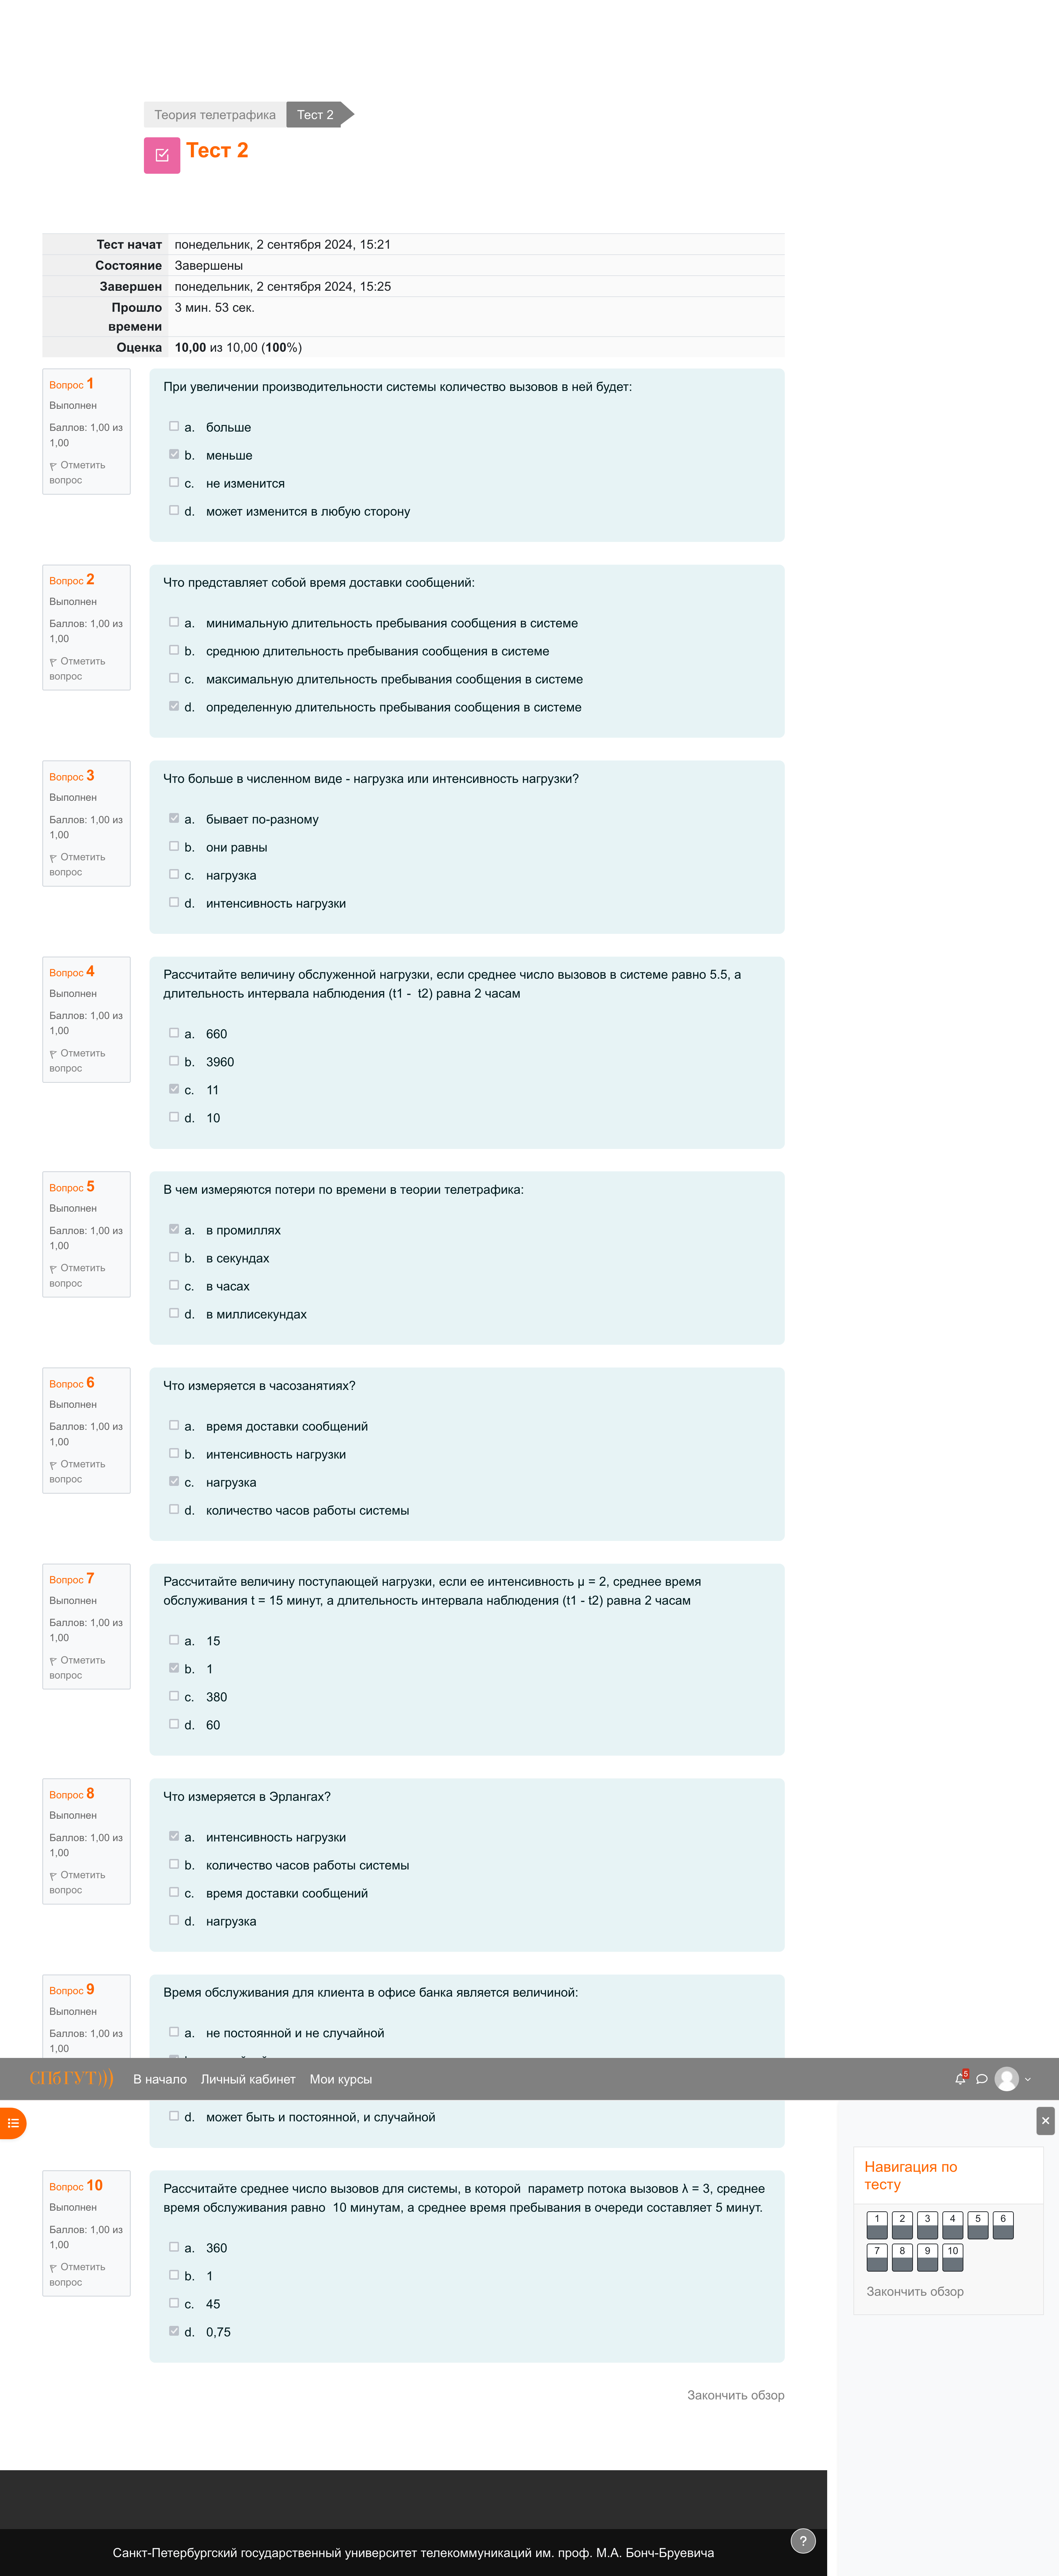 Теория телетрафика
Тест 2
Тест 2
Тест начат понедельник, 2 сентября 2024, 15:21
Состояние Завершены
Завершен понедельник, 2 сентября 2024, 15:25
Прошло 3 мин. 53 сек.
времени
Оценка 10,00 из 10,00 (100%)
Вопрос 1
Выполнен
Баллов: 1,00 из
1,00
Отметить
вопрос
При увеличении производительности системы количество вызовов в ней будет:
a. больше
b. меньше
c. не изменится
d. может изменится в любую сторону
Вопрос 2
Выполнен
Баллов: 1,00 из
1,00
Отметить
вопрос
Что представляет собой время доставки сообщений:
a. минимальную длительность пребывания сообщения в системе
b. среднюю длительность пребывания сообщения в системе
c. максимальную длительность пребывания сообщения в системе
d. определенную длительность пребывания сообщения в системе
Вопрос 3
Выполнен
Баллов: 1,00 из
1,00
Отметить
вопрос
Что больше в численном виде - нагрузка или интенсивность нагрузки?
a. бывает по-разному
b. они равны
c. нагрузка
d. интенсивность нагрузки
Вопрос 4
Выполнен
Баллов: 1,00 из
1,00
Отметить
вопрос
Рассчитайте величину обслуженной нагрузки, если среднее число вызовов в системе равно 5.5, а
длительность интервала наблюдения (t1 - t2) равна 2 часам
a. 660
b. 3960
c. 11
d. 10
Вопрос 5
Выполнен
Баллов: 1,00 из
1,00
Отметить
вопрос
В чем измеряются потери по времени в теории телетрафика:
a. в промиллях
b. в секундах
c. в часах
d. в миллисекундах
Вопрос 6
Выполнен
Баллов: 1,00 из
1,00
Отметить
вопрос
Что измеряется в часозанятиях?
a. время доставки сообщений
b. интенсивность нагрузки
c. нагрузка
d. количество часов работы системы
Вопрос 7
Выполнен
Баллов: 1,00 из
1,00
Отметить
вопрос
Рассчитайте величину поступающей нагрузки, если ее интенсивность μ = 2, среднее время
обслуживания t = 15 минут, а длительность интервала наблюдения (t1 - t2) равна 2 часам
a. 15
b. 1
c. 380
d. 60
Вопрос 8
Выполнен
Баллов: 1,00 из
1,00
Отметить
вопрос
Что измеряется в Эрлангах?
a. интенсивность нагрузки
b. количество часов работы системы
c. время доставки сообщений
d. нагрузка
Вопрос 9
Выполнен
Баллов: 1,00 из
1,00
Время обслуживания для клиента в офисе банка является величиной:
a. не постоянной и не случайной
СПбГУТ)))
В начало
Личный кабинет
Мои курсы
6
d. может быть и постоянной, и случайной
Вопрос 10
Выполнен
Баллов: 1,00 из
1,00
Отметить
вопрос
Рассчитайте среднее число вызовов для системы, в которой параметр потока вызовов λ = 3, среднее
время обслуживания равно 10 минутам, а среднее время пребывания в очереди составляет 5 минут.
a. 360
b. 1
c. 45
d. 0,75
Закончить обзор
Навигация по
тесту
1 2 3 4 5 6
7 8 9 10
Закончить обзор
?
Санкт-Петербургский государственный университет телекоммуникаций им. проф. М.А. Бонч-Бруевича